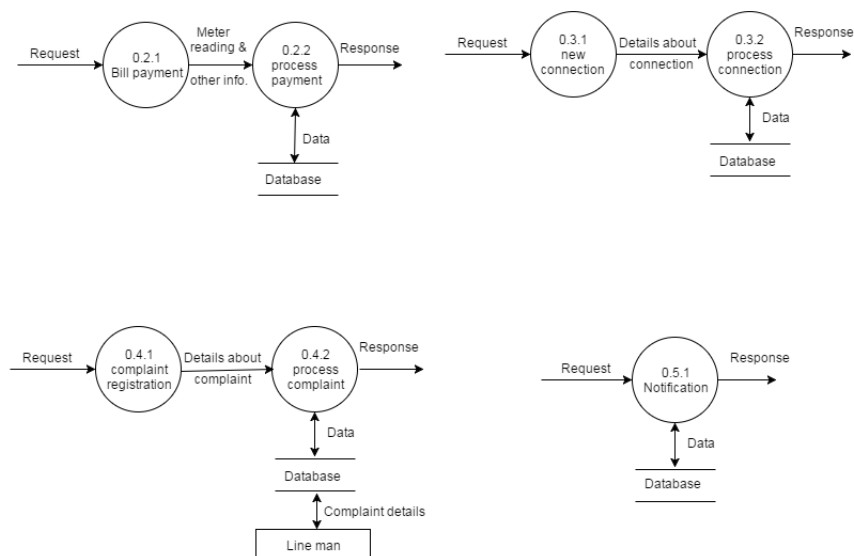 Request
0.2.1
Bill payment
Meter
reading &
other info.
0.2.2
process
payment
Response
Data
Database
Request
0.3.1
new
connection
Details about
connection
0.3.2
process
connection
Response
Data
Database
Request
0.4.1
complaint
registration
Details about
complaint
0.4.2
process
complaint
Response
Data
Database
Complaint details
Line man
Request
0.5.1
Notification
Response
Data
Database